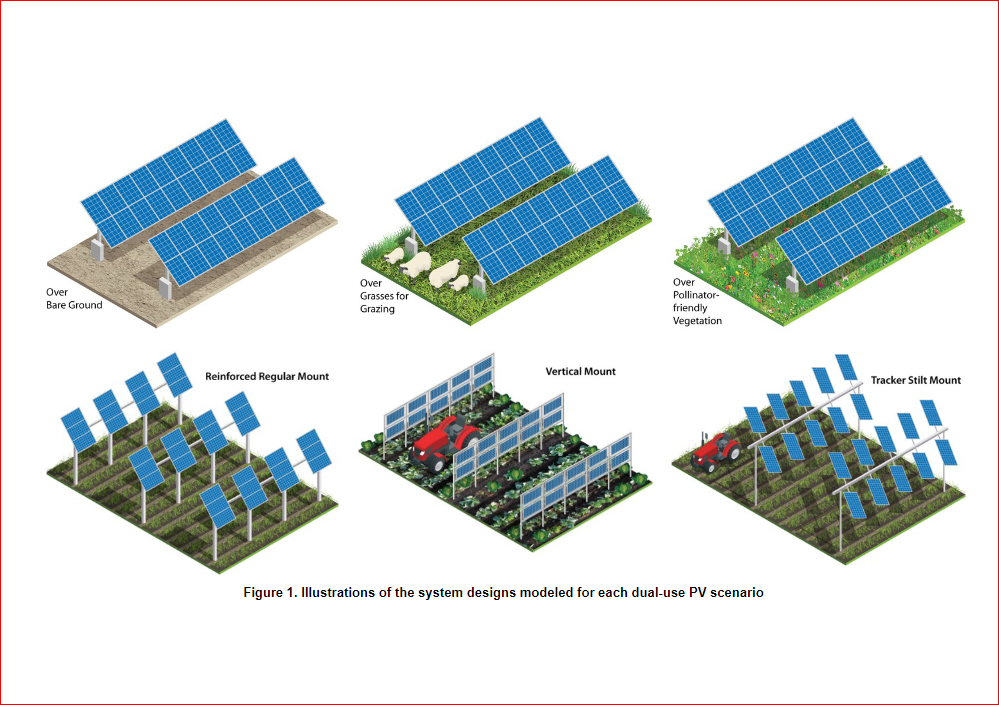 Over
Bare Ground
Over
Grasses for
Grazing
Over
Pollinator-
friendly
Vegetation
Reinforced Regular Mount
Vertical Mount
Tracker Stilt Mount
Figure 1. Illustrations of the system designs modeled for each dual-use PV scenario